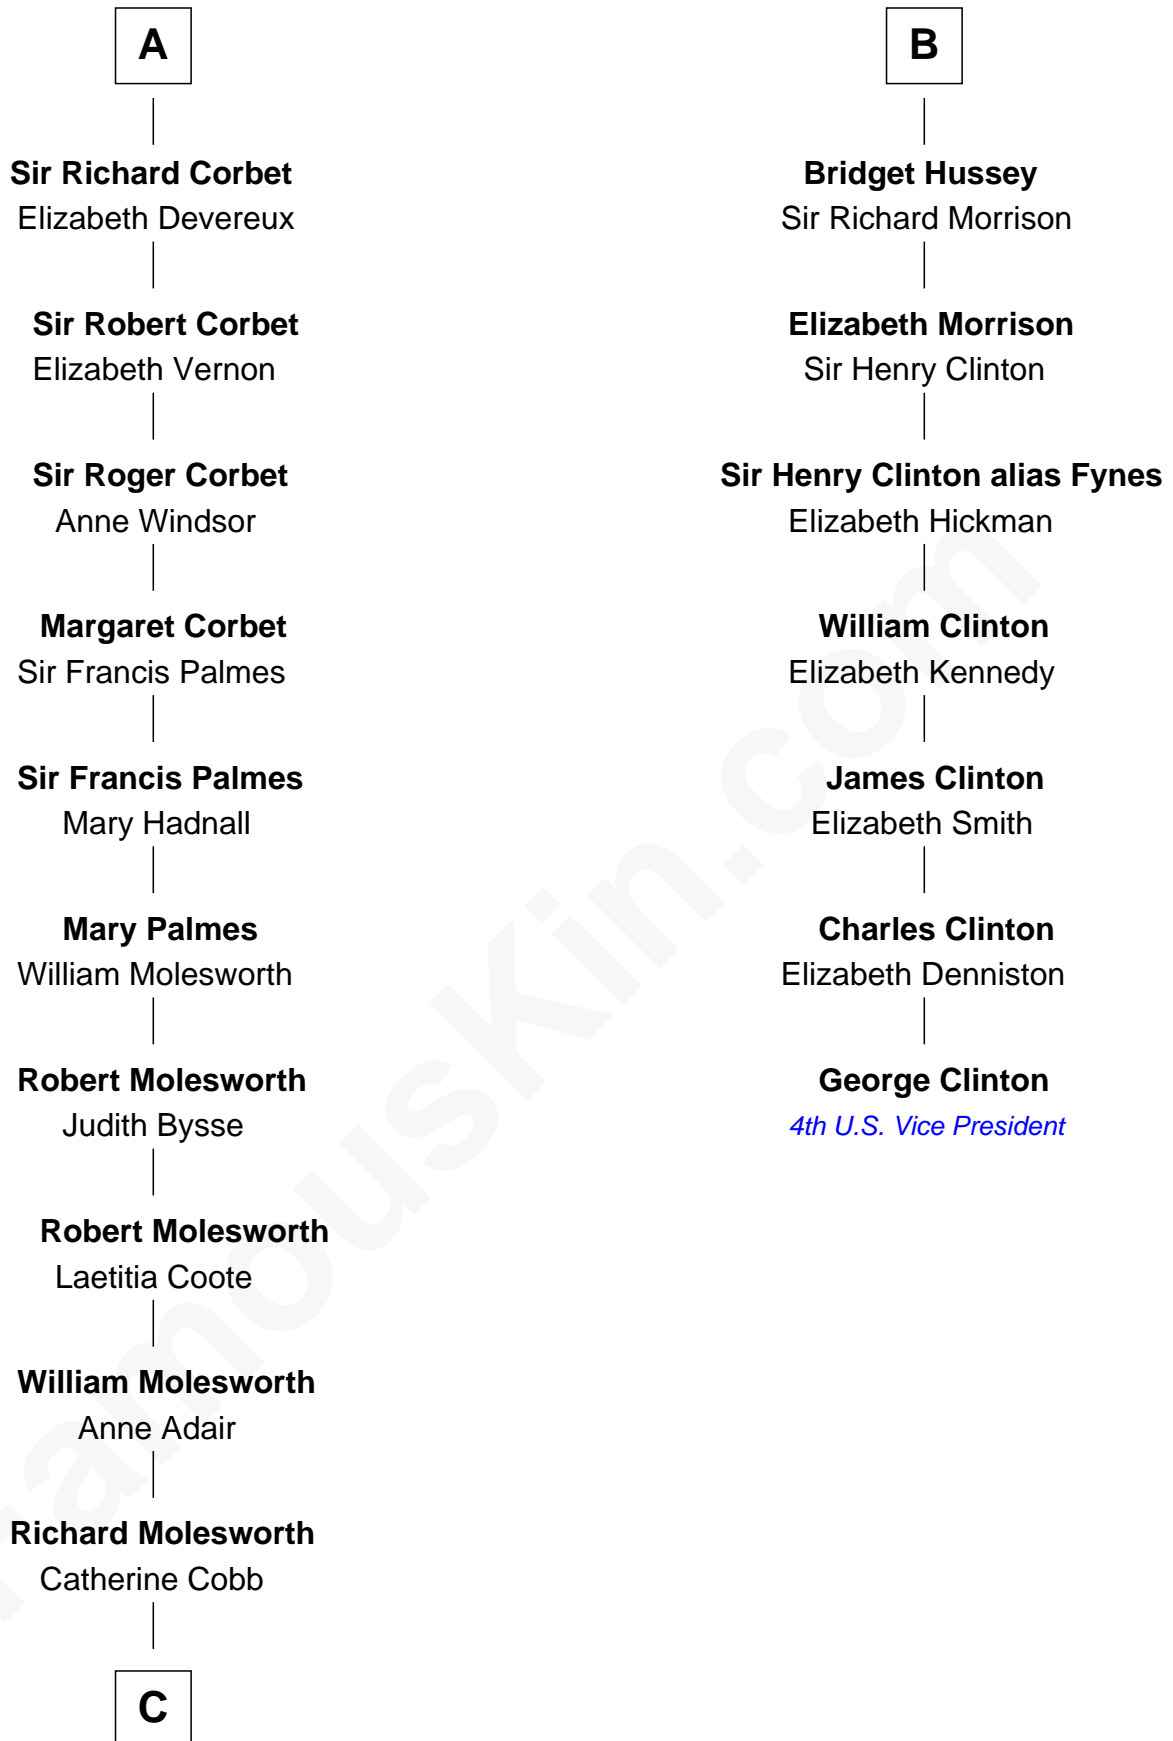 A
Sir Richard Corbet
Elizabeth Devereux
Sir Robert Corbet
Elizabeth Vernon
Sir Roger Corbet
Anne Windsor
Margaret Corbet
Sir Francis Palmes
Sir Francis Palmes
Mary Hadnall
Mary Palmes
William Molesworth
Robert Molesworth
Judith Bysse
Robert Molesworth
Laetitia Coote
William Molesworth
Anne Adair
Richard Molesworth
Catherine Cobb
C
B
Bridget Hussey
Sir Richard Morrison
Elizabeth Morrison
Sir Henry Clinton
Sir Henry Clinton alias Fynes
Elizabeth Hickman
William Clinton
Elizabeth Kennedy
James Clinton
Elizabeth Smith
Charles Clinton
Elizabeth Denniston
George Clinton
4th U.S. Vice President
FamousKin.com